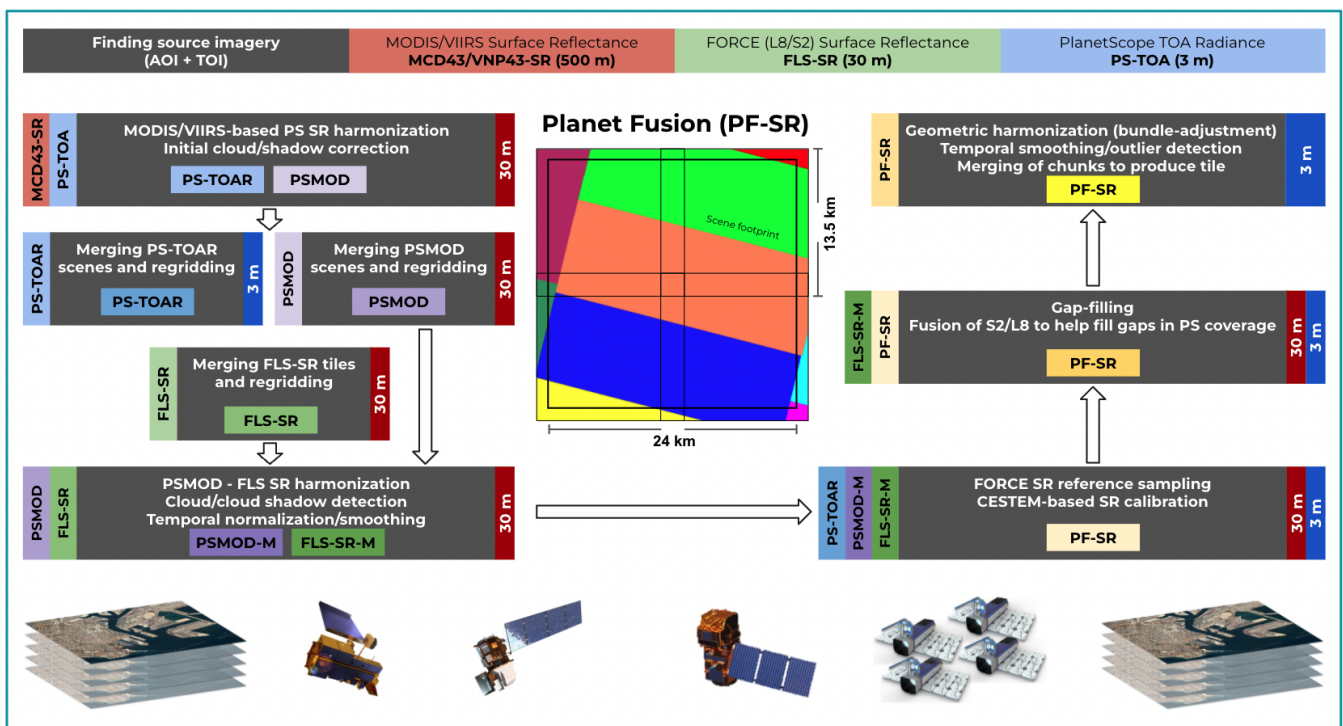 Finding source imagery
(AOI + TOI)
MODIS/VIIRS Surface Reflectance
MCD43/VNP43-SR (500 m)
FORCE (L8/S2) Surface Reflectance
FLS-SR (30 m)
PlanetScope TOA Radiance
PS-TOA (3 m)
MCD43-SR
PS-TOA
MODIS/VIIRS-based PS SR harmonization
Initial cloud/shadow correction
PS-TOAR
PSMOD
30 m
PS-TOAR
Merging PS-TOAR
scenes and regridding
PS-TOAR
3 m
PSMOD
Merging PSMOD
scenes and regridding
PSMOD
30 m
FLS-SR
Merging FLS-SR tiles
and regridding
FLS-SR
30 m
PSMOD
FLS-SR
PSMOD - FLS SR harmonization
Cloud/cloud shadow detection
Temporal normalization/smoothing
PSMOD-M
FLS-SR-M
30 m
Planet Fusion (PF-SR)
Scene footprint
13.5 km
24 km
PF-SR
Geometric harmonization (bundle-adjustment)
Temporal smoothing/outlier detection
Merging of chunks to produce tile
PF-SR
3 m
FLS-SR-M
PF-SR
Gap-filling
Fusion of S2/L8 to help fill gaps in PS coverage
PF-SR
30 m
3 m
PS-TOAR
PSMOD-M
FLS-SR-M
FORCE SR reference sampling
CESTEM-based SR calibration
PF-SR
30 m
3 m